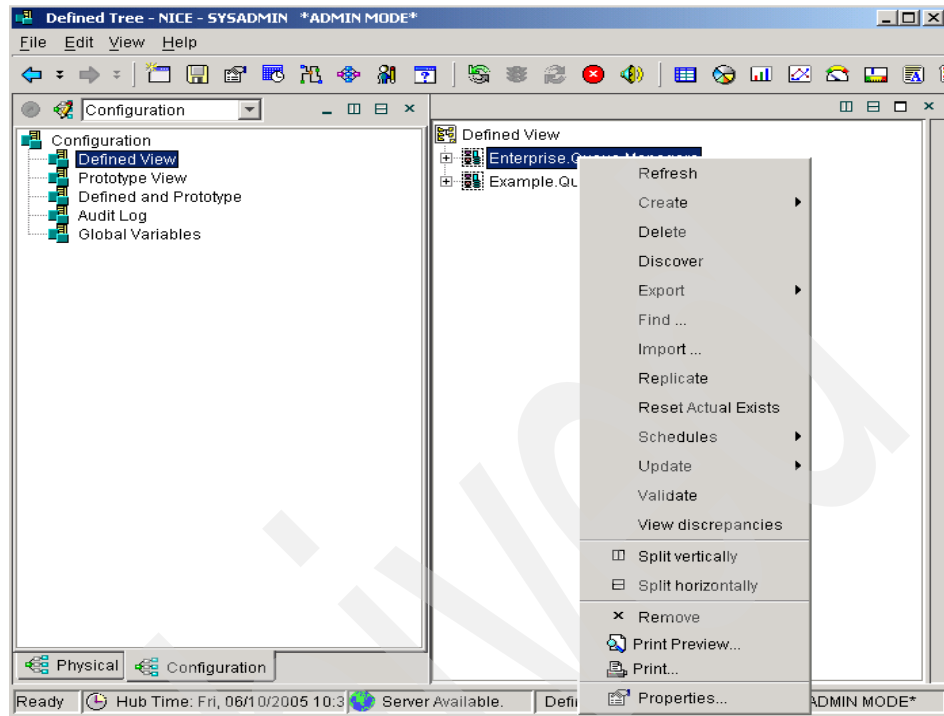 Defined Tree - NICE - SYSADMIN *ADMIN MODE*
File Edit View Help
Configuration
Configuration
Defined View
Prototype View
Defined and Prototype
Audit Log
Global Variables
Defined View
Enterprise.Queue Managers
Example.Qu
Refresh
Create
Delete
Discover
Export
Find ...
Import ...
Replicate
Reset Actual Exists
Schedules
Update
Validate
View discrepancies
Split vertically
Split horizontally
Remove
Print Preview...
Print...
Properties...
Physical
Configuration
Ready Hub Time: Fri, 06/10/2005 10:3 Server Available. Defi ADMIN MODE*